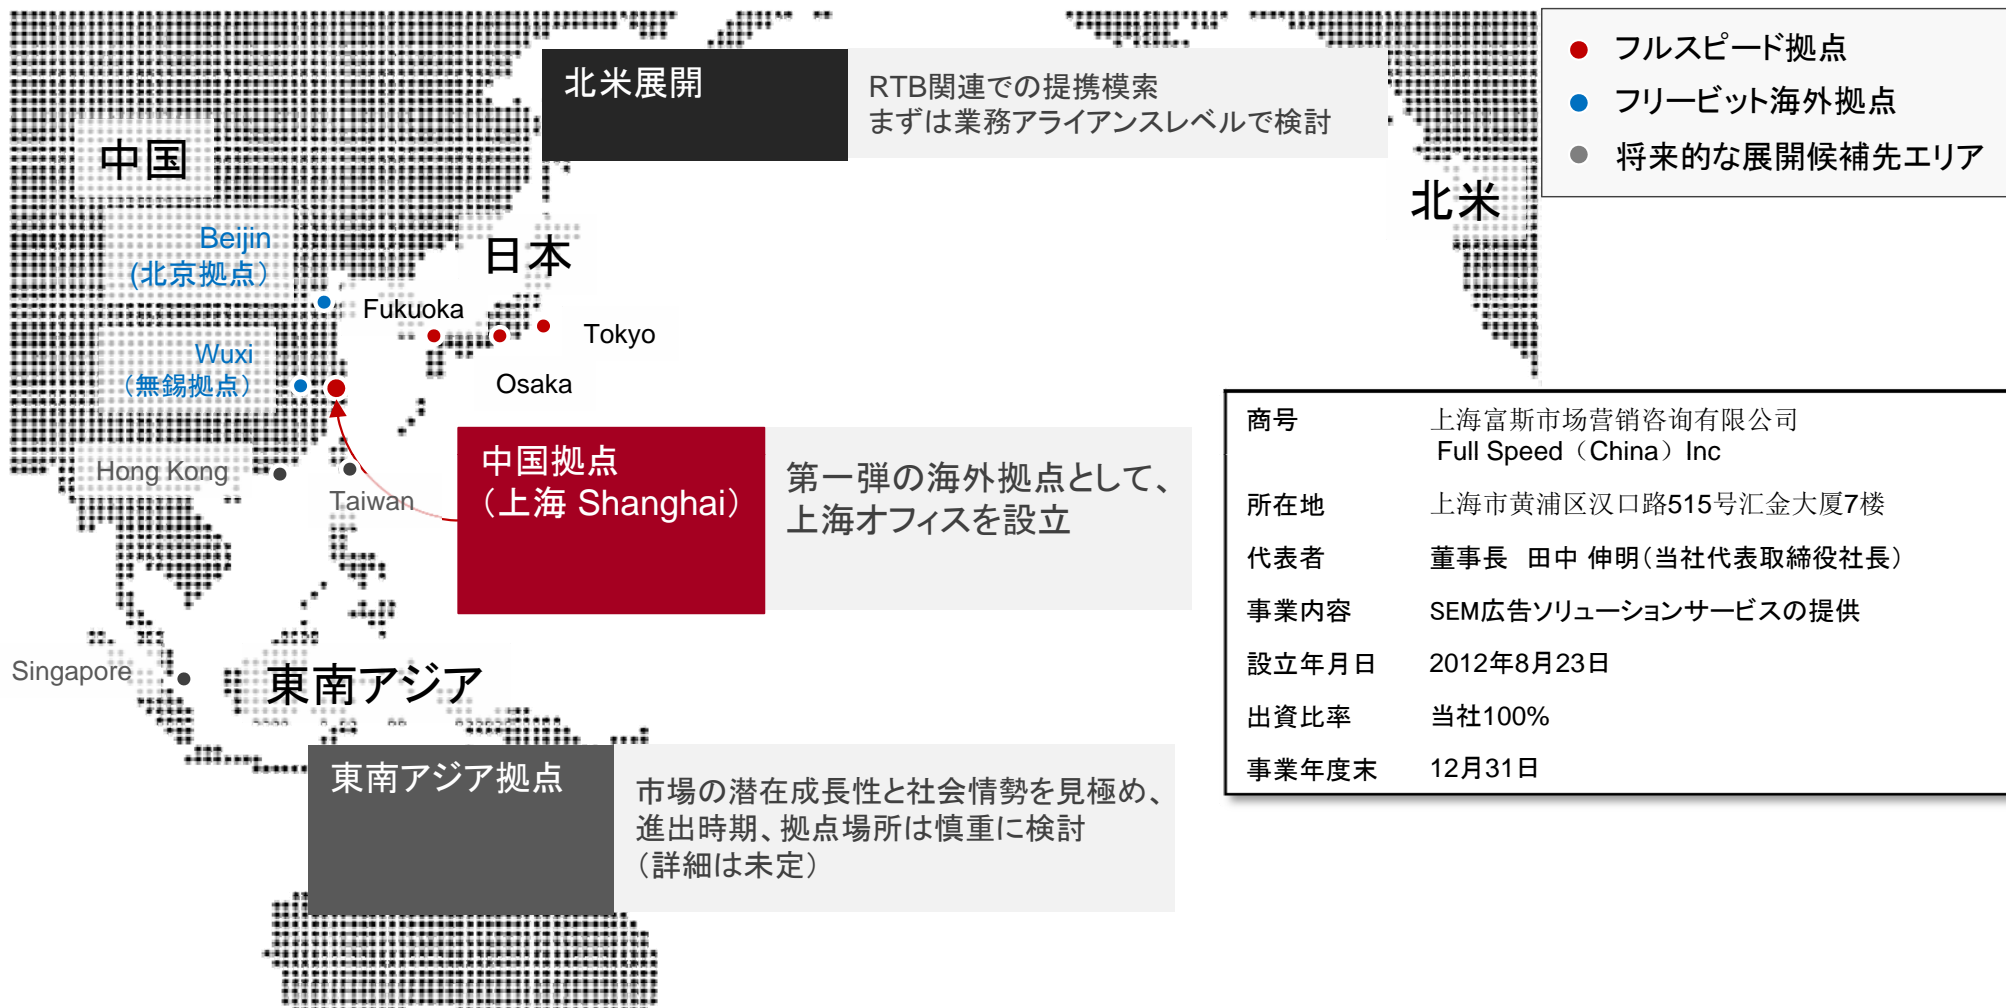 北米展開
RTB関連での提携模索
まずは業務アライアンスレベルで検討
フルスピード拠点
フリービット海外拠点
将来的な展開候補先エリア
中国
北米
日本
Beijin
(北京拠点)
Fukuoka
Tokyo
Osaka
Wuxi
(無錫拠点)
Hong Kong
Taiwan
中国拠点
(上海 Shanghai)
第一弾の海外拠点として、
上海オフィスを設立
Singapore
東南アジア
東南アジア拠点
市場の潜在成長性と社会情勢を見極め、
進出時期、拠点場所は慎重に検討
(詳細は未定)
商号 上海富斯市场营销咨询有限公司
Full Speed（China）Inc
所在地 上海市黄浦区汉口路515号汇金大厦7楼
代表者 董事長　田中 伸明(当社代表取締役社長)
事業内容 SEM広告ソリューションサービスの提供
設立年月日 2012年8月23日
出資比率 当社100%
事業年度末 12月31日